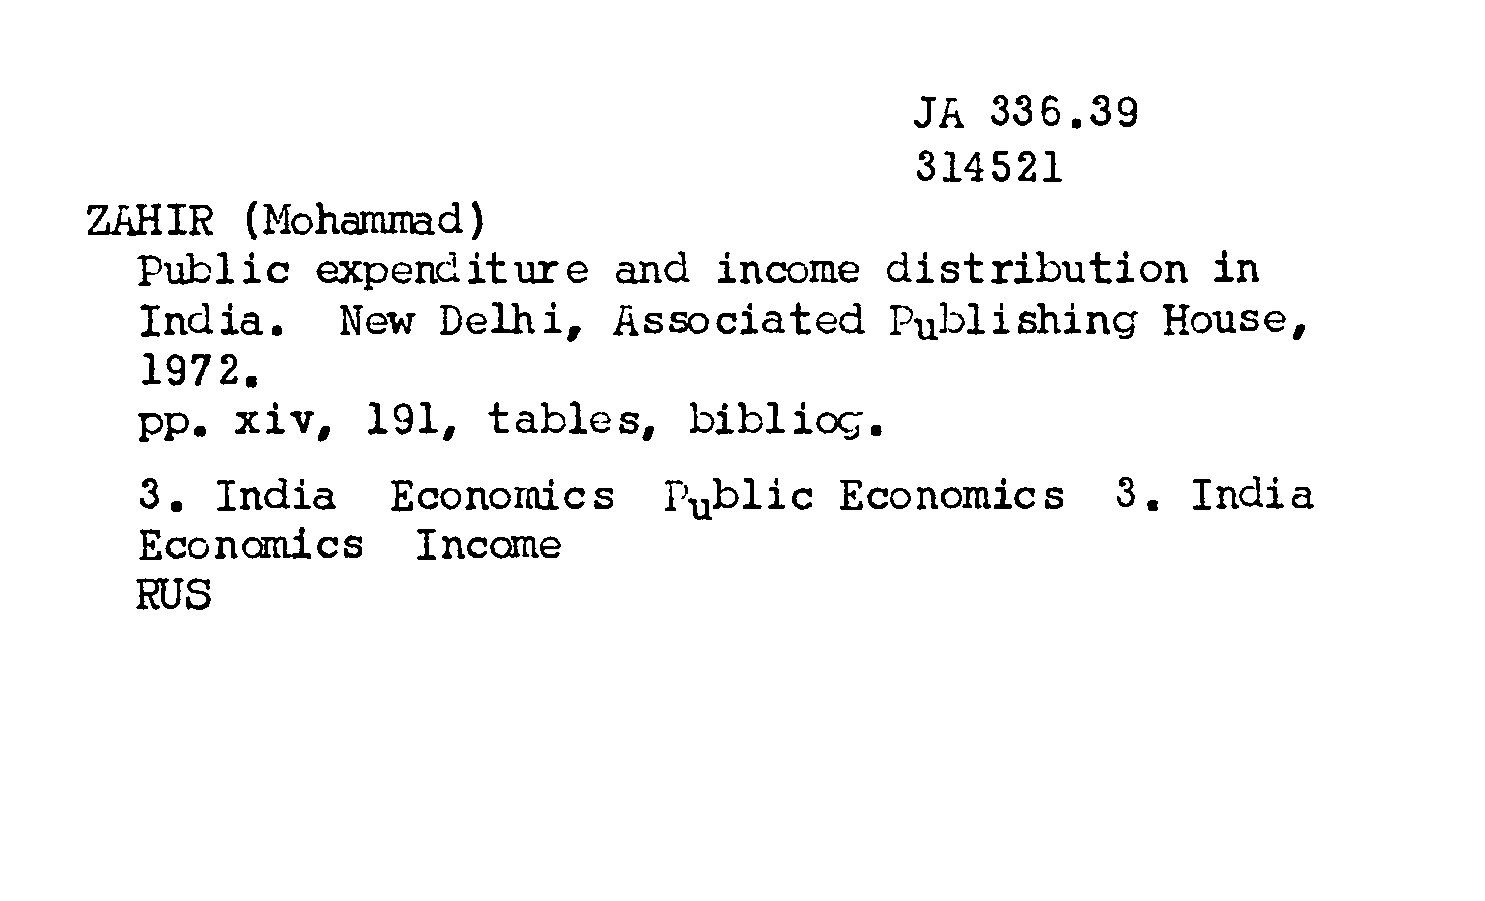 JA 336.39
314521
ZAHIR (Mohammad)
Public expenditure and income distribution in
India. New Delhi, Associated Publishing House,
1972.
pp. xiv, 191, tables, bibliog.
3. India Economics Public Economics 3. India
Economics Income
RUS